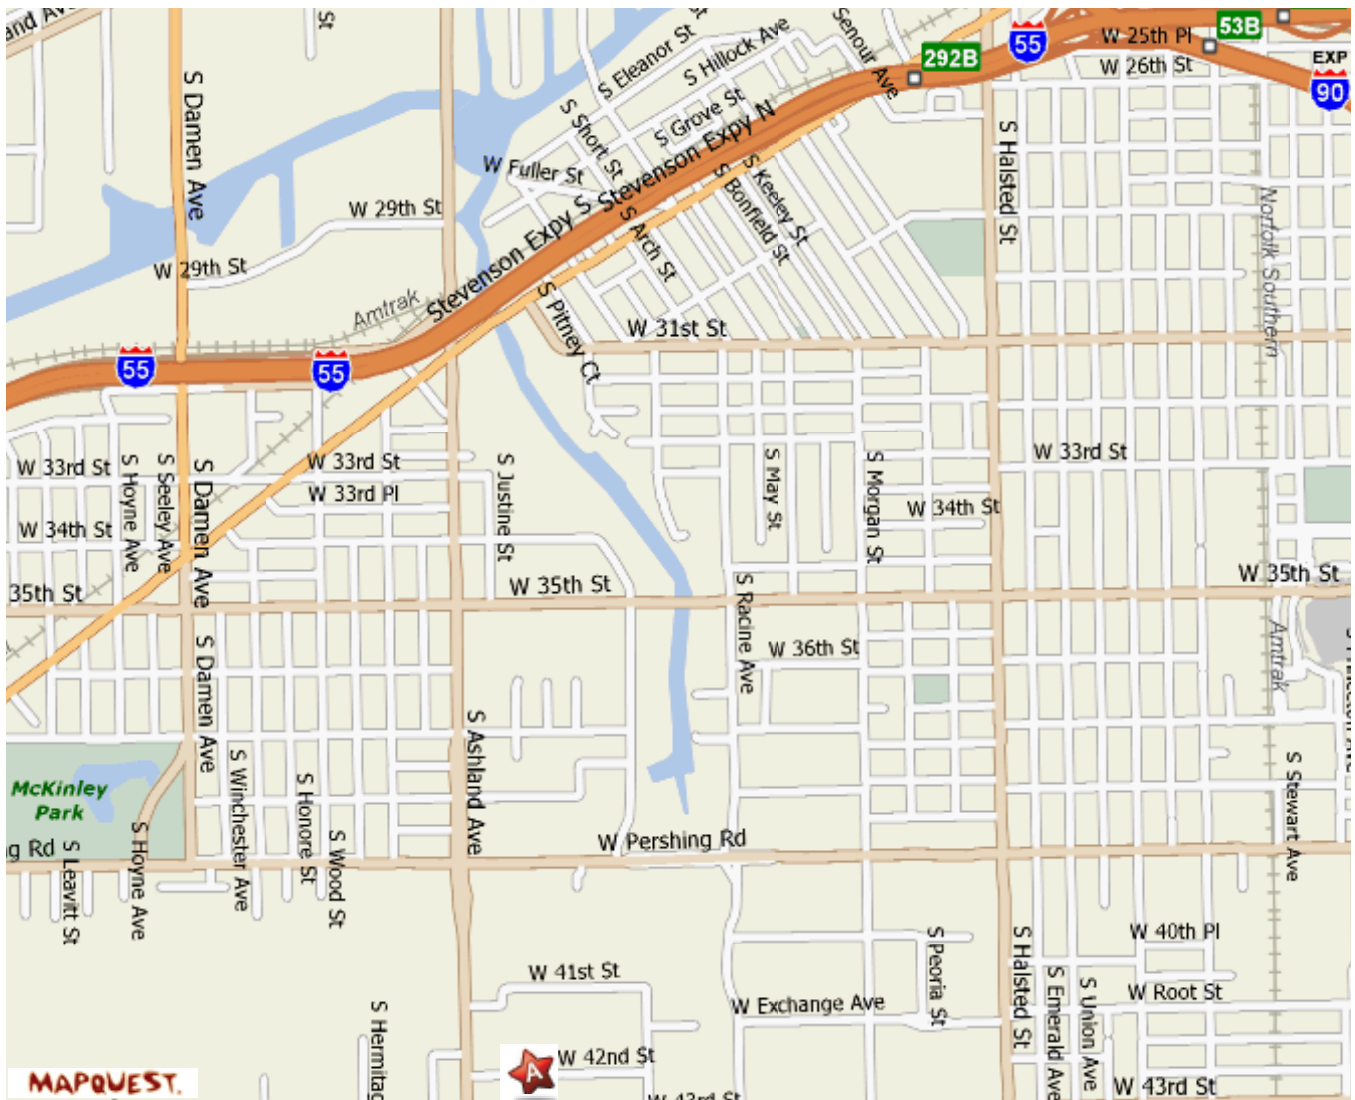 and Av
St
S Damen Ave
S Eleanor St
S Hillock Ave
Senour Ave
292B
55
W 25th Pl
53B
W 26th St
EXP
90
S Short St
S Grove St
W Fuller St
Stevenson Expy N
S Keeley St
S Bonfield St
S Halsted St
W 29th St
Norfolk Southern
W 29th St
Stevenson Expy S
S Arch St
Amtrak
S Pitney Ct
W 31st St
55
55
W 33rd St
S Hoyne Ave
S Seeley Ave
S Damen Ave
W 33rd St
W 33rd Pl
S Justine St
S May St
S Morgan St
W 33rd St
W 34th St
W 34th St
35th St
W 35th St
S Racine Ave
W 35th St
W 36th St
Amtrak
S Damen Ave
S Ashland Ave
McKinley
Park
S Winchester Ave
S Honore St
S Wood St
S Hoyne Ave
g Rd
S Leavitt St
W Pershing Rd
S Stewart Ave
W 40th Pl
S Peoria St
S Halsted St
W 41st St
S Emerald Ave
S Union Ave
W Root St
W Exchange Ave
S Hermitag
A
W 42nd St
W 43rd St
W 43rd St
MAPQUEST.